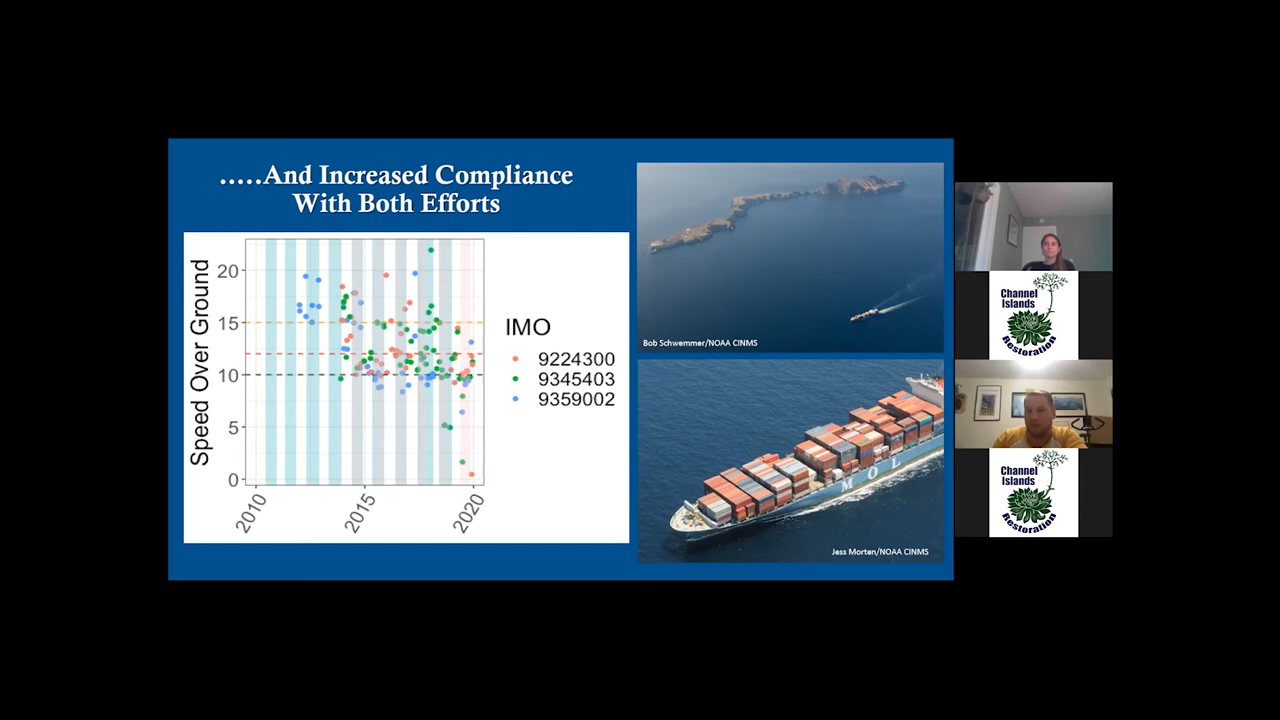 .....And Increased Compliance
With Both Efforts
Speed Over Ground
20
15
10
5
0
2010
2015
2020
IMO
9224300
9345403
9359002
Bob Schwemmer/NOAA CINMS
MOL
Jess Morten/NOAA CINMS
Channel
Islands
Restoration
Channel
Islands
Restoration